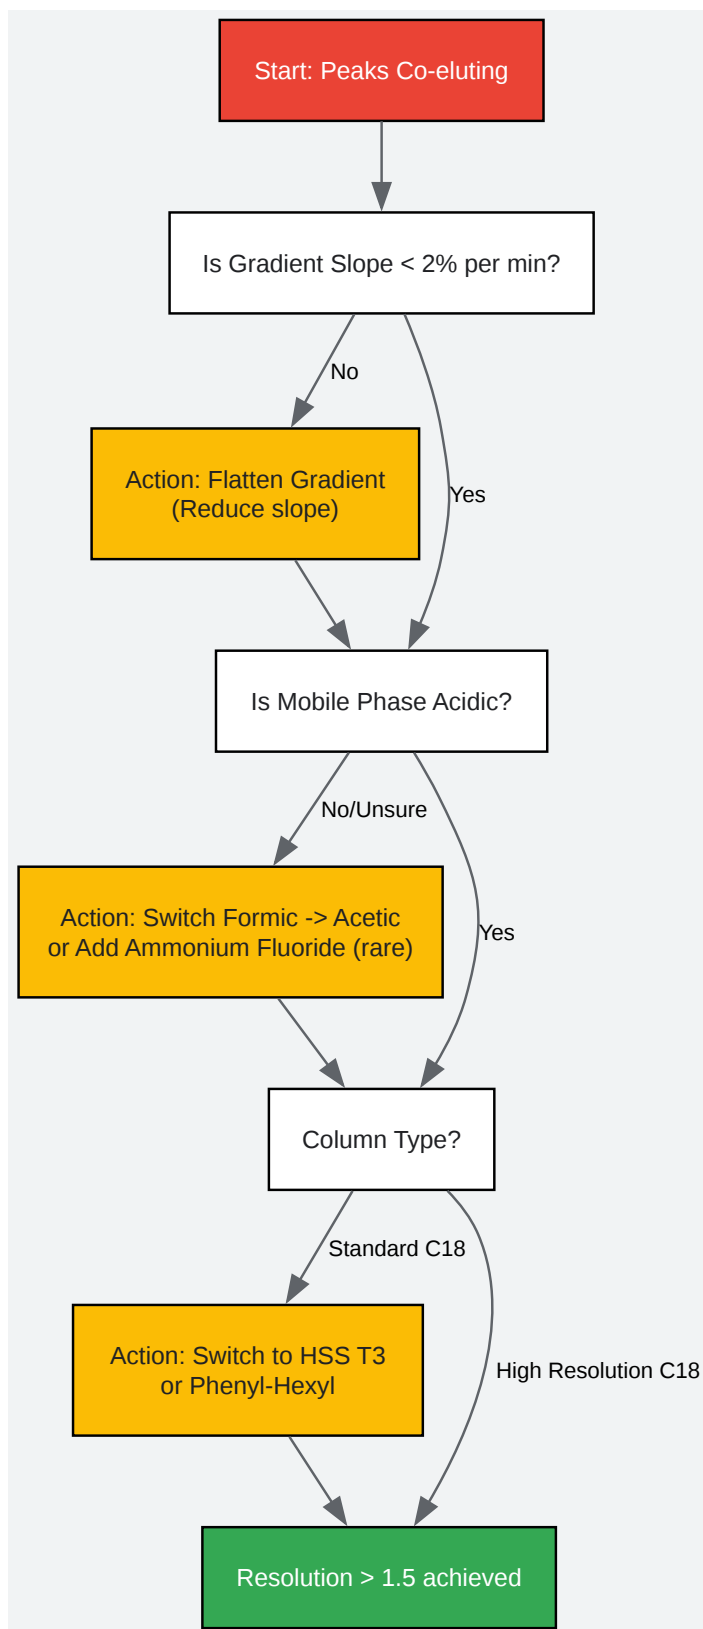 Start: Peaks Co-eluting
Is Gradient Slope < 2% per min?
No
Action: Flatten Gradient
(Reduce slope)
Yes
Is Mobile Phase Acidic?
No/Unsure
Action: Switch Formic -> Acetic
or Add Ammonium Fluoride (rare)
Yes
Column Type?
Standard C18
Action: Switch to HSS T3
or Phenyl-Hexyl
High Resolution C18
Resolution > 1.5 achieved